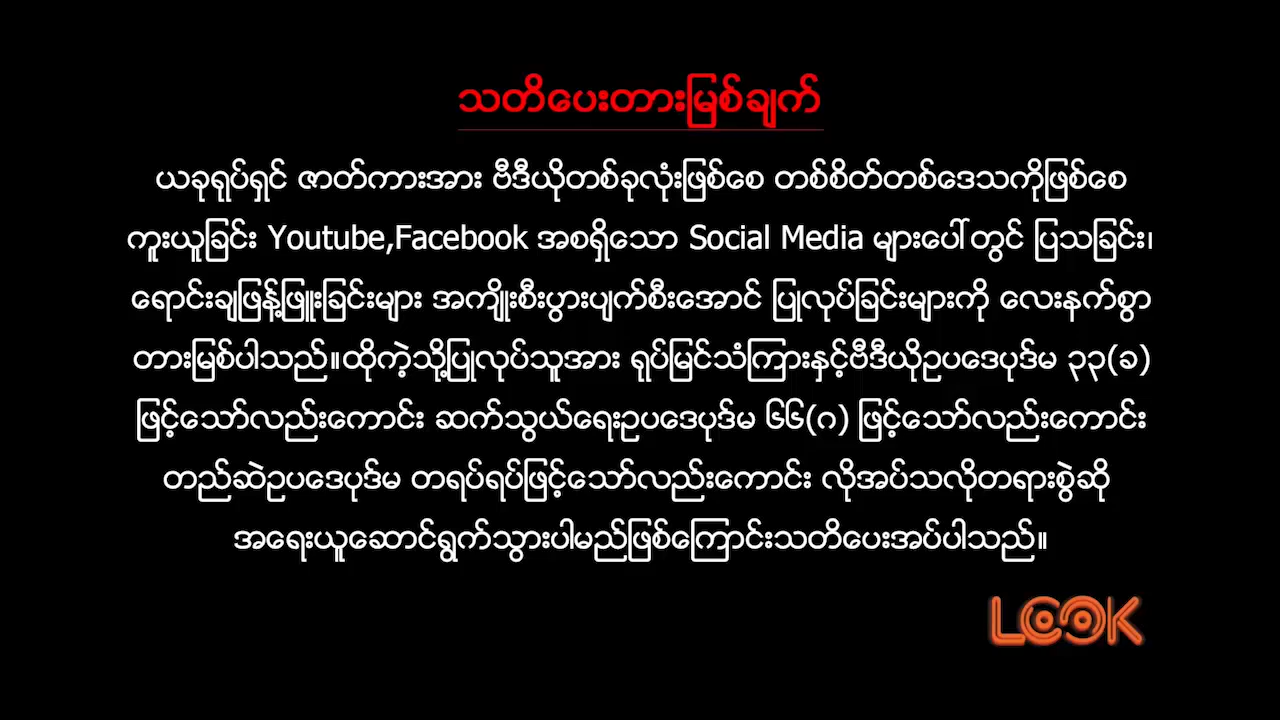 သတိပေးတားမြစ်ချက်
ယခုရုပ်ရှင် ဇာတ်ကားအား ဗီဒီယိုတစ်ခုလုံးဖြစ်စေ တစ်စိတ်တစ်ဒေသကိုဖြစ်စေ
ကူးယူခြင်း Youtube,Facebook အစရှိသော Social Media များပေါ်တွင် ပြသခြင်း၊
ရောင်းချဖြန့်ဖြူးခြင်းများ အကျိုးစီးပွားပျက်စီးအောင် ပြုလုပ်ခြင်းများကို လေးနက်စွာ
တားမြစ်ပါသည်။ထိုကဲ့သို့ပြုလုပ်သူအား ရုပ်မြင်သံကြားနှင့်ဗီဒီယိုဥပဒေပုဒ်မ ၃၃(ခ)
ဖြင့်သော်လည်းကောင်း ဆက်သွယ်ရေးဥပဒေပုဒ်မ ၆၆(ဂ) ဖြင့်သော်လည်းကောင်း
တည်ဆဲဥပဒေပုဒ်မ တရပ်ရပ်ဖြင့်သော်လည်းကောင်း လိုအပ်သလိုတရားစွဲဆို
အရေးယူဆောင်ရွက်သွားပါမည်ဖြစ်ကြောင်းသတိပေးအပ်ပါသည်။
LOOK